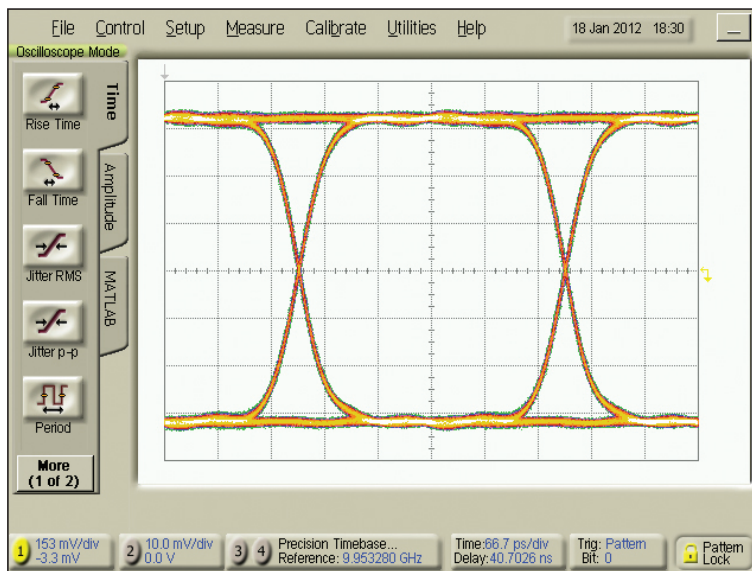 File Control Setup Measure Calibrate Utilities Help 18 Jan 2012 18:30
Oscilloscope Mode
Time
Rise Time
Amplitude
Fall Time
Jitter RMS
MATLAB
Jitter p-p
Period
More
(1 of 2)
1 153 mV/div
-3.3 mV
2 10.0 mV/div
0.0 V
3 4 Precision Timebase...
Reference: 9.953280 GHz
Time:66.7 ps/div
Delay:40.7026 ns
Trig: Pattern
Bit: 0
Pattern
Lock